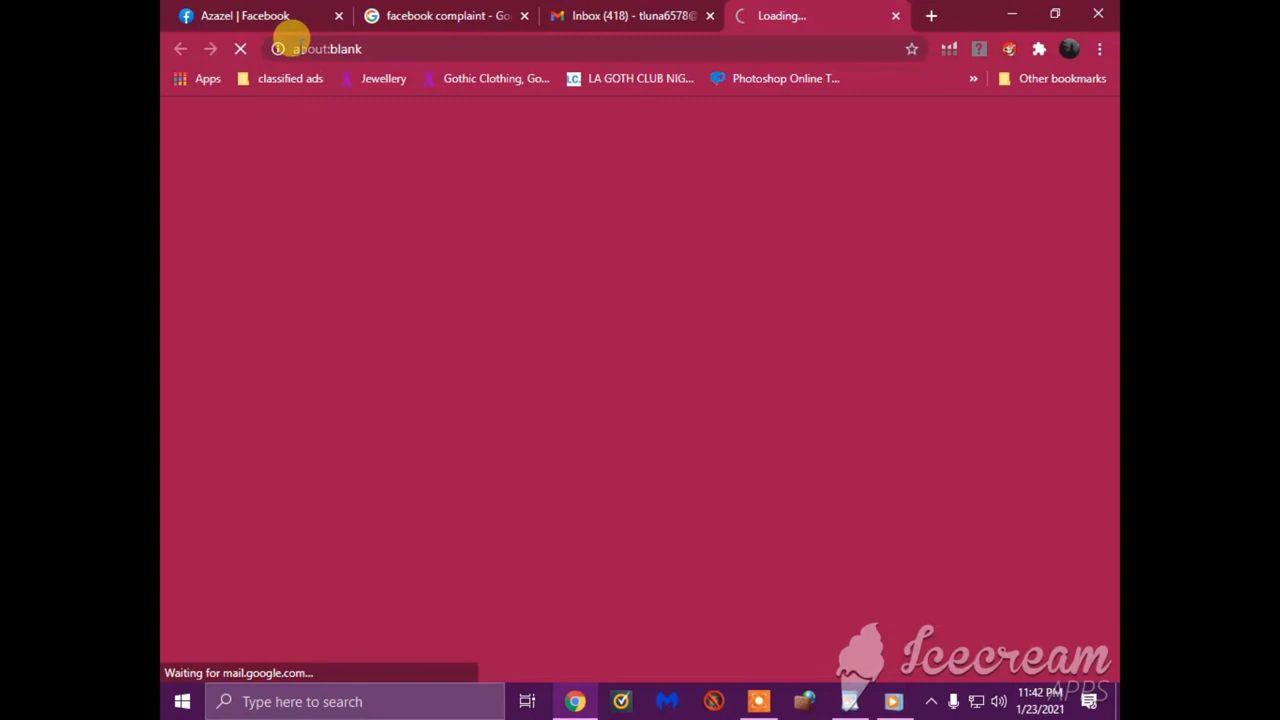 Azazel | Facebook
facebook complaint - Go
Inbox (418) - tluna6578@
Loading...
about:blank
Apps
classified ads
Jewellery
Gothic Clothing, Go...
LC.
LA GOTH CLUB NIG...
Photoshop Online T...
»
Other bookmarks
Waiting for mail.google.com...
Icecream
APPS
Type here to search
11:42 PM
1/23/2021